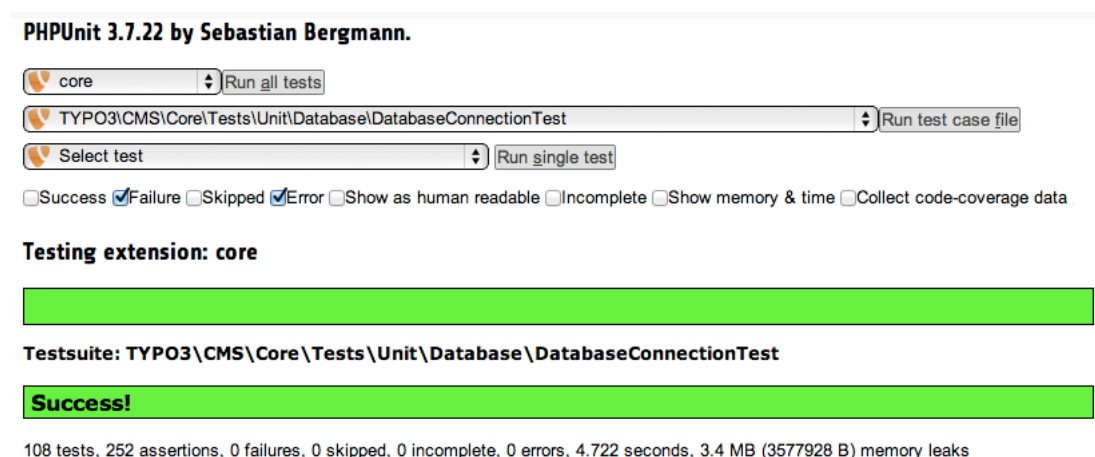 PHPUnit 3.7.22 by Sebastian Bergmann.
core Run all tests
TYPO3\CMS\Core\Tests\Unit\Database\DatabaseConnectionTest Run test case file
Select test Run single test
Success Failure Skipped Error Show as human readable Incomplete Show memory & time Collect code-coverage data
Testing extension: core
Testsuite: TYPO3\CMS\Core\Tests\Unit\Database\DatabaseConnectionTest
Success!
108 tests, 252 assertions, 0 failures, 0 skipped, 0 incomplete, 0 errors, 4.722 seconds, 3.4 MB (3577928 B) memory leaks